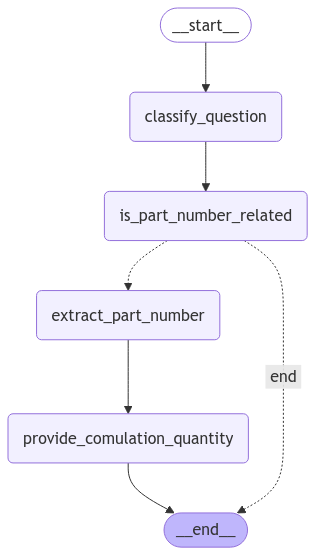 __start__
classify_question
is_part_number_related
extract_part_number
end
provide_comulation_quantity
__end__